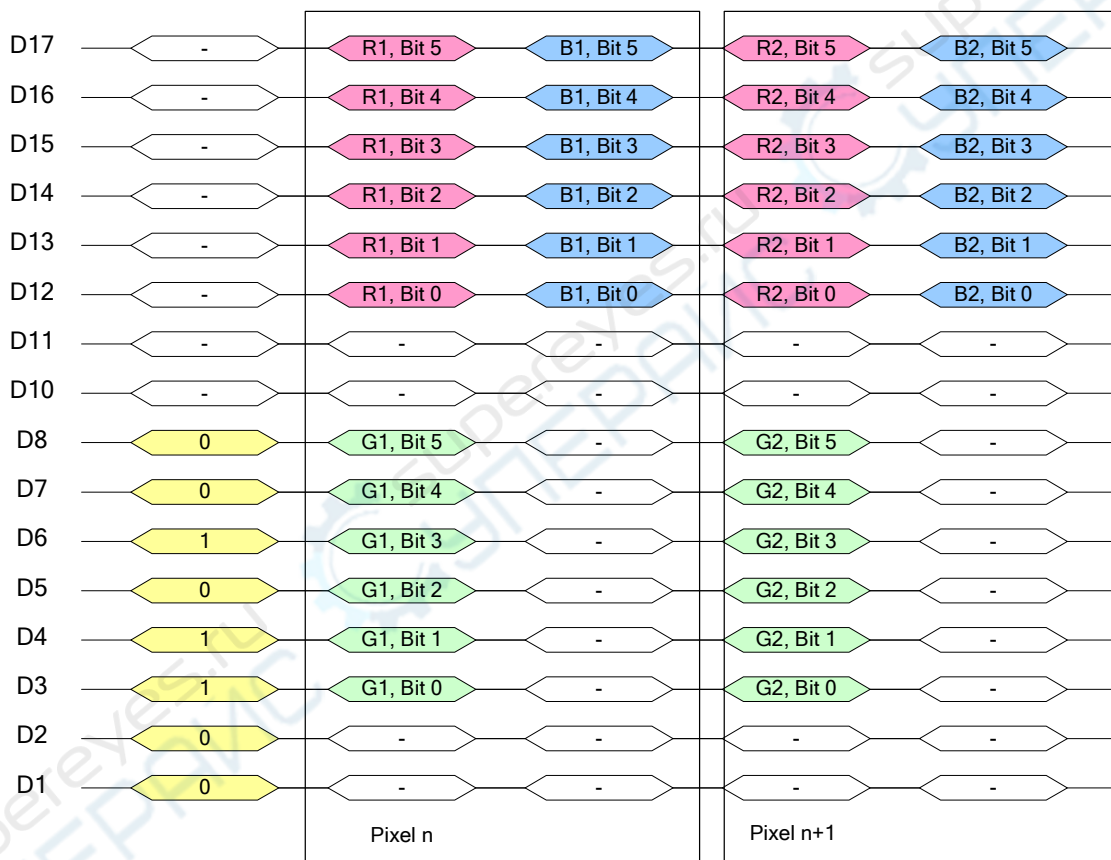 D17 - R1, Bit 5 B1, Bit 5 R2, Bit 5 B2, Bit 5
D16 - R1, Bit 4 B1, Bit 4 R2, Bit 4 B2, Bit 4
D15 - R1, Bit 3 B1, Bit 3 R2, Bit 3 B2, Bit 3
D14 - R1, Bit 2 B1, Bit 2 R2, Bit 2 B2, Bit 2
D13 - R1, Bit 1 B1, Bit 1 R2, Bit 1 B2, Bit 1
D12 - R1, Bit 0 B1, Bit 0 R2, Bit 0 B2, Bit 0
D11 - - - - -
D10 - - - - -
D8 0 G1, Bit 5 - G2, Bit 5 -
D7 0 G1, Bit 4 - G2, Bit 4 -
D6 1 G1, Bit 3 - G2, Bit 3 -
D5 0 G1, Bit 2 - G2, Bit 2 -
D4 1 G1, Bit 1 - G2, Bit 1 -
D3 1 G1, Bit 0 - G2, Bit 0 -
D2 0 - - - -
D1 0 - - - -
Pixel n Pixel n+1
supereyes.ru
УПЕРАЙС